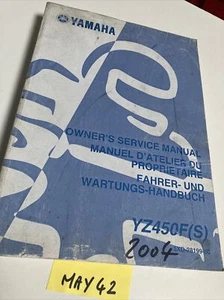 YAMAHA
OWNER'S SERVICE MANUAL
MANUEL D'ATELIER DU
PROPRIETAIRE
FAHRER- UND
WARTUNGS-HANDBUCH
YZ450F(S)
2004
MAY 42